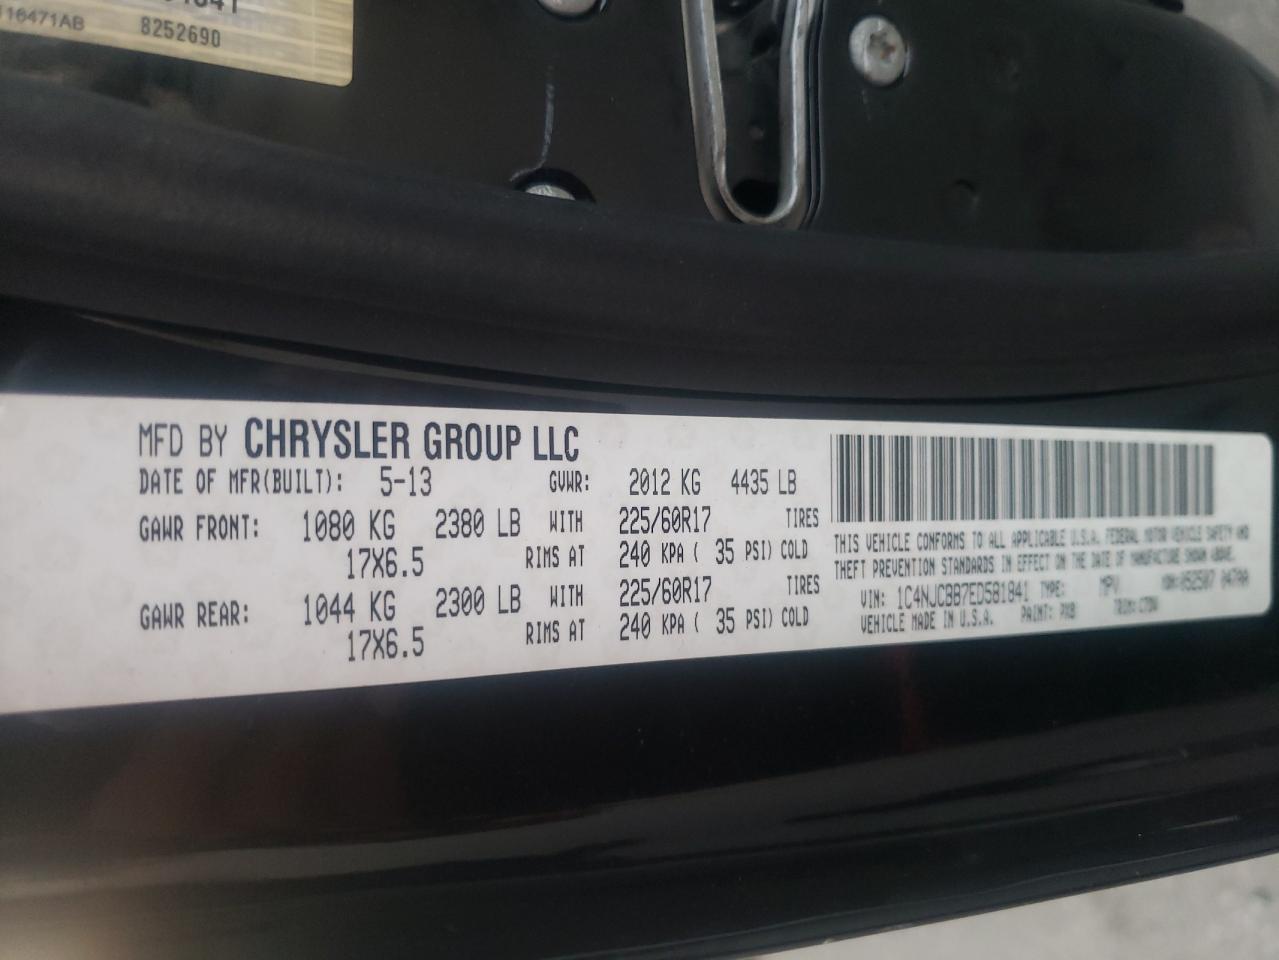 116471AB 8252690
MFD BY CHRYSLER GROUP LLC
DATE OF MFR(BUILT): 5-13 GVWR: 2012 KG 4435 LB
GAWR FRONT: 1080 KG 2380 LB WITH 225/60R17 TIRES
17X6.5 RIMS AT 240 KPA ( 35 PSI) COLD
GAWR REAR: 1044 KG 2300 LB WITH 225/60R17 TIRES
17X6.5 RIMS AT 240 KPA ( 35 PSI) COLD
THIS VEHICLE CONFORMS TO ALL APPLICABLE U.S.A. FEDERAL MOTOR VEHICLE SAFETY AND
THEFT PREVENTION STANDARDS IN EFFECT ON THE DATE OF MANUFACTURE SHOWN ABOVE.
VIN: 1C4NJCBB7ED581841 TYPE: MPV
VEHICLE MADE IN U.S.A. PAINT: PXB TRIM: